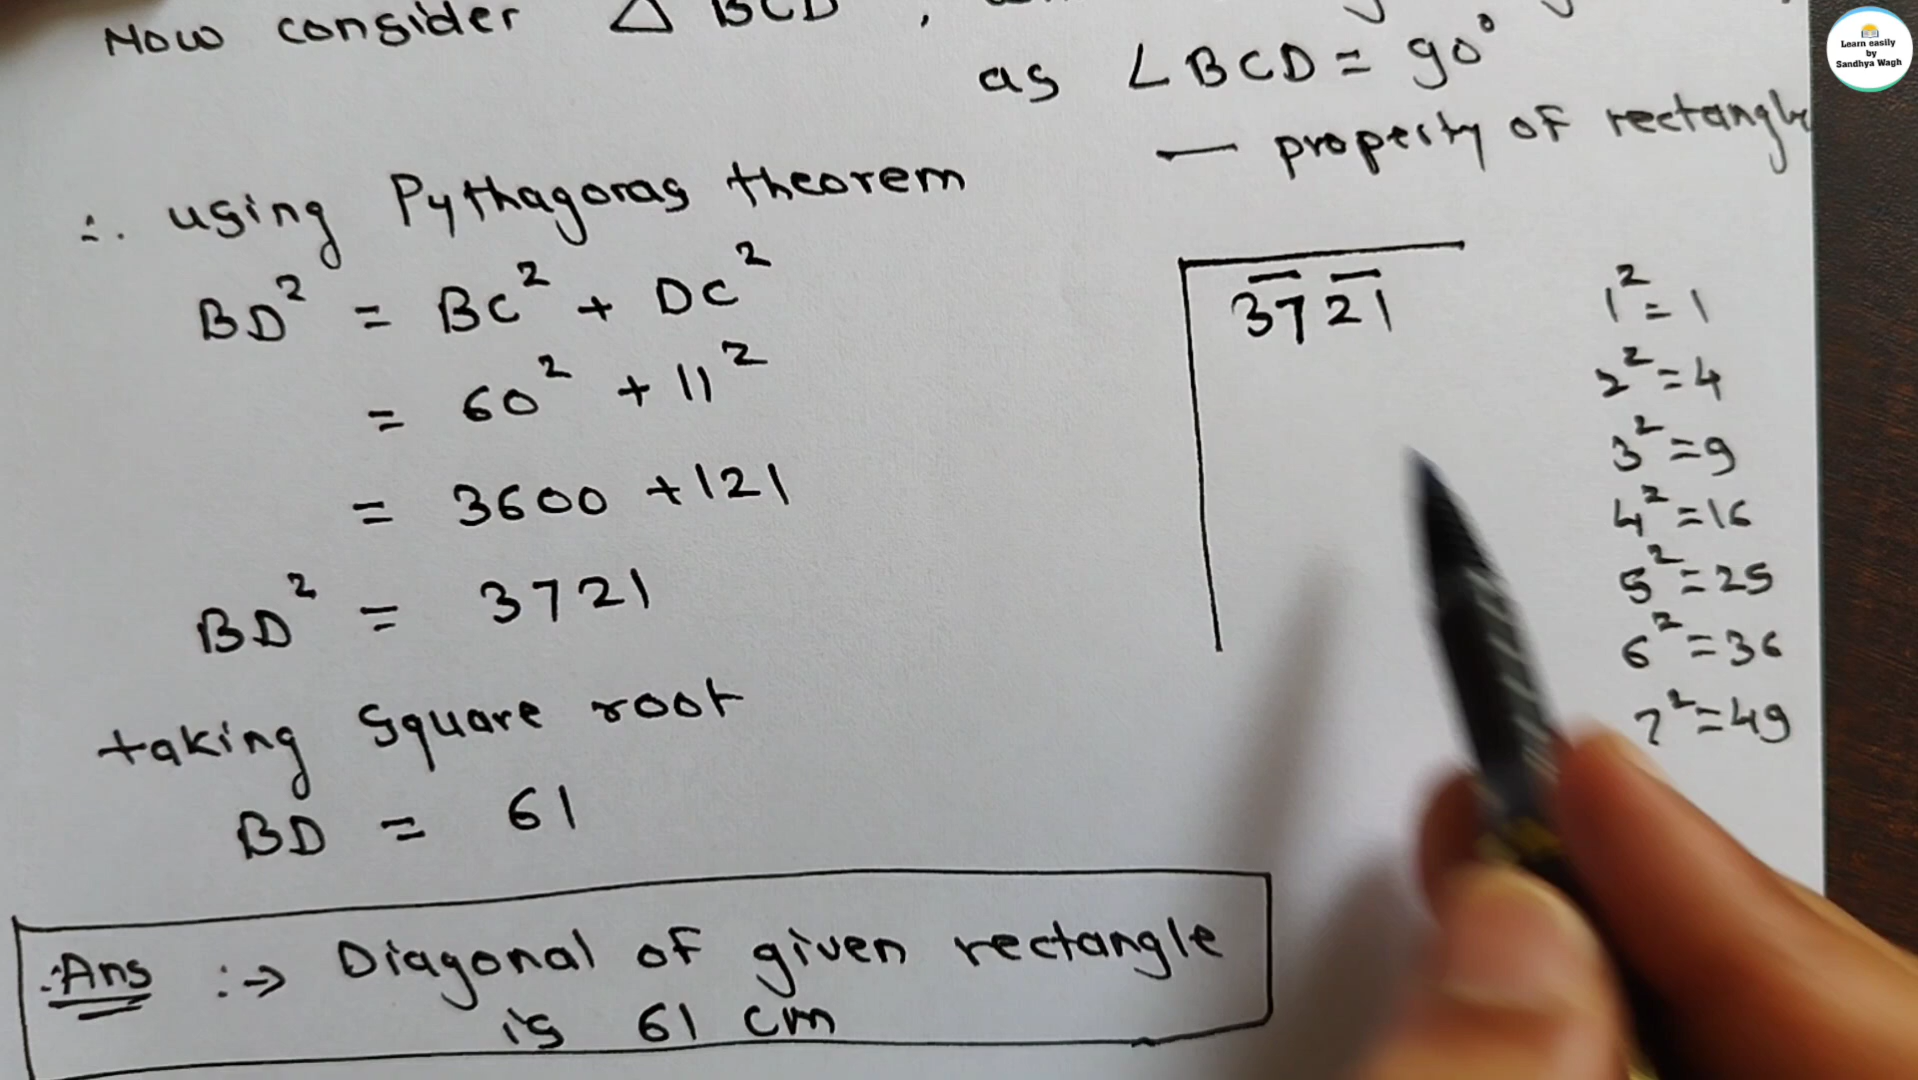 Now consider △ BCD ,
as ∠BCD = 90°
— property of rectangle
∴ using Pythagoras theorem
BD² = BC² + DC²
= 60² + 11²
= 3600 + 121
BD² = 3721
taking square root
BD = 61
∴ Ans :→ Diagonal of given rectangle
is 61 cm
3721
1² = 1
2² = 4
3² = 9
4² = 16
5² = 25
6² = 36
7² = 49
Learn easily
by
Sandhya Wagh